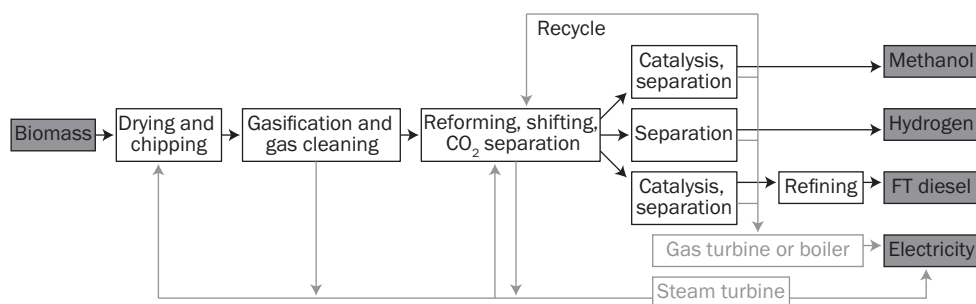 Recycle
Catalysis,
separation
Methanol
Biomass
Drying and
chipping
Gasification and
gas cleaning
Reforming, shifting,
CO₂ separation
Separation
Hydrogen
Catalysis,
separation
Refining
FT diesel
Gas turbine or boiler
Electricity
Steam turbine